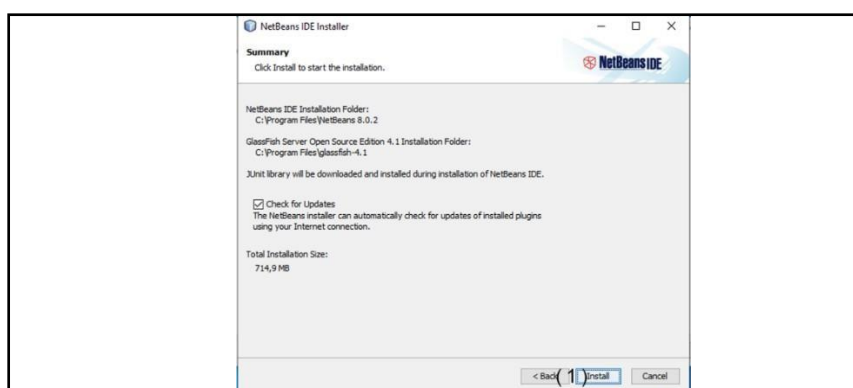 NetBeans IDE Installer
Summary
Click Install to start the installation.
NetBeans IDE
NetBeans IDE Installation Folder:
C:\Program Files\NetBeans 8.0.2
GlassFish Server Open Source Edition 4.1 Installation Folder:
C:\Program Files\glassfish-4.1
JUnit library will be downloaded and installed during installation of NetBeans IDE.
Check for Updates
The NetBeans installer can automatically check for updates of installed plugins
using your Internet connection.
Total Installation Size:
714,9 MB
< Back (1) Install Cancel